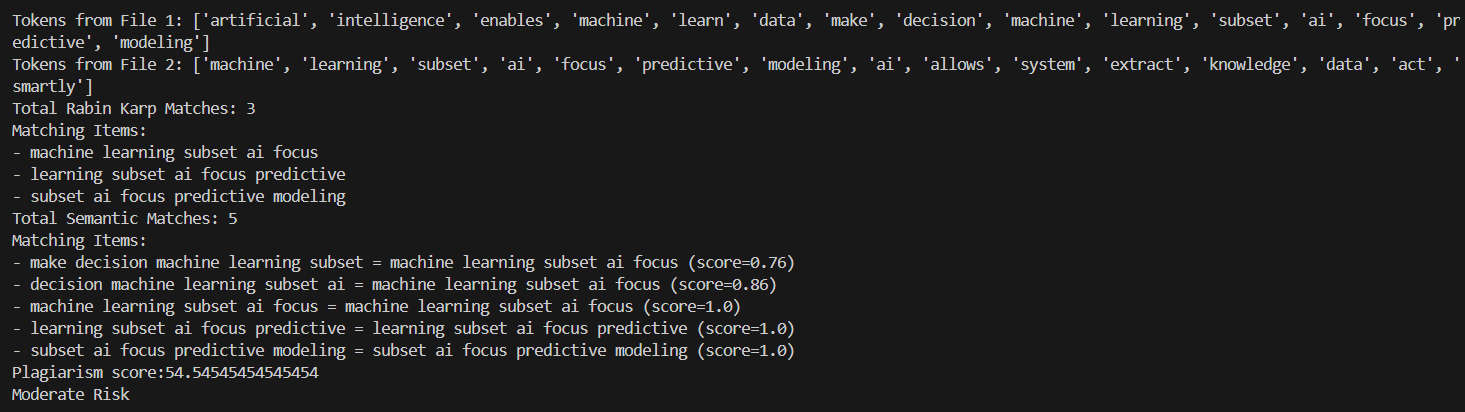 Tokens from File 1: ['artificial', 'intelligence', 'enables', 'machine', 'learn', 'data', 'make', 'decision', 'machine', 'learning', 'subset', 'ai', 'focus', 'pr
edictive', 'modeling']
Tokens from File 2: ['machine', 'learning', 'subset', 'ai', 'focus', 'predictive', 'modeling', 'ai', 'allows', 'system', 'extract', 'knowledge', 'data', 'act', '
smartly']
Total Rabin Karp Matches: 3
Matching Items:
- machine learning subset ai focus
- learning subset ai focus predictive
- subset ai focus predictive modeling
Total Semantic Matches: 5
Matching Items:
- make decision machine learning subset = machine learning subset ai focus (score=0.76)
- decision machine learning subset ai = machine learning subset ai focus (score=0.86)
- machine learning subset ai focus = machine learning subset ai focus (score=1.0)
- learning subset ai focus predictive = learning subset ai focus predictive (score=1.0)
- subset ai focus predictive modeling = subset ai focus predictive modeling (score=1.0)
Plagiarism score:54.54545454545454
Moderate Risk